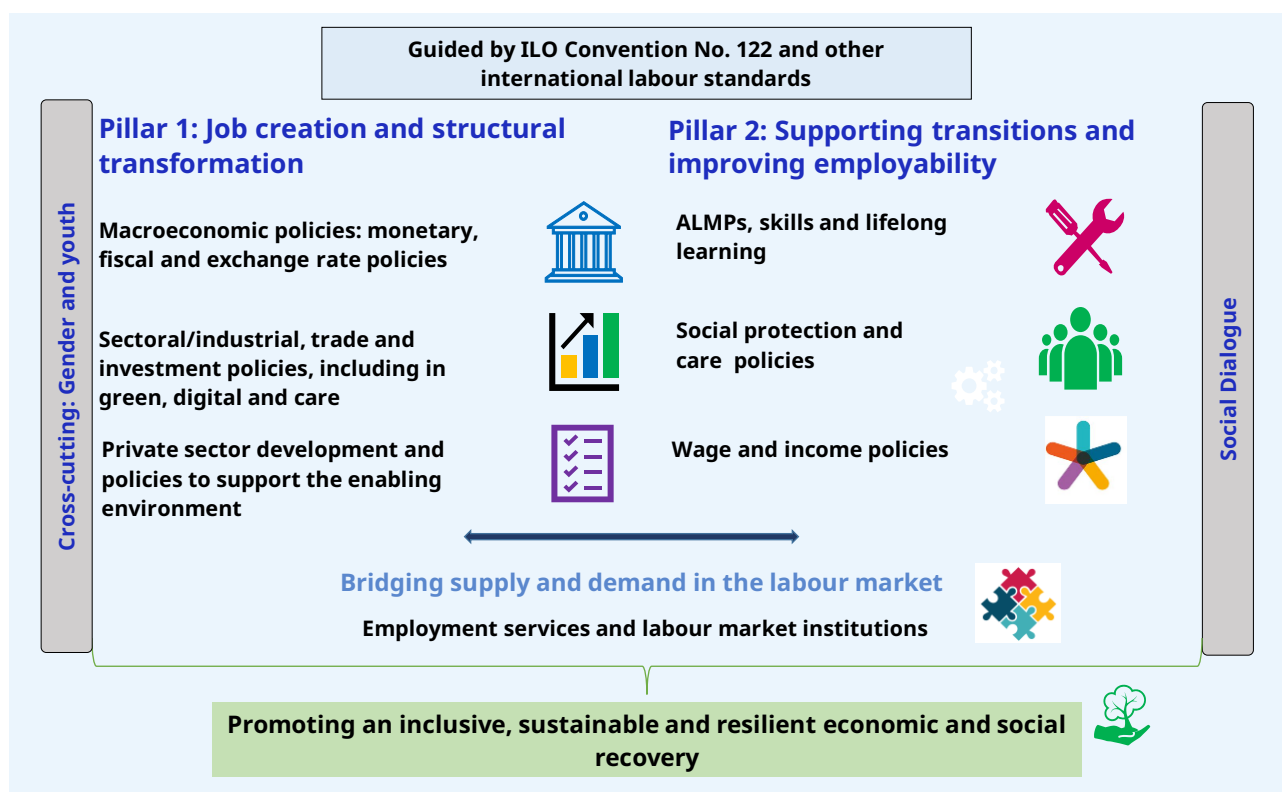 Guided by ILO Convention No. 122 and other
international labour standards
Cross-cutting: Gender and youth
Pillar 1: Job creation and structural
transformation
Macroeconomic policies: monetary,
fiscal and exchange rate policies
Sectoral/industrial, trade and
investment policies, including in
green, digital and care
Private sector development and
policies to support the enabling
environment
Pillar 2: Supporting transitions and
improving employability
ALMPs, skills and lifelong
learning
Social protection and
care  policies
Wage and income policies
Social Dialogue
Bridging supply and demand in the labour market
Employment services and labour market institutions
Promoting an inclusive, sustainable and resilient economic and social
recovery